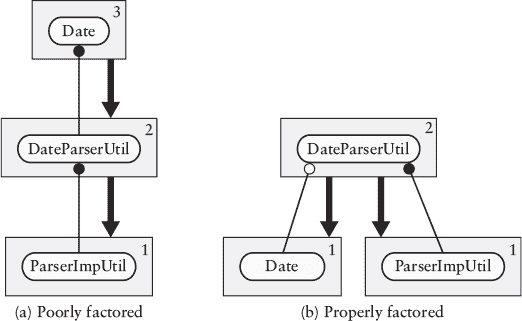 3
Date
2
DateParserUtil
1
ParserImpUtil
(a) Poorly factored
2
DateParserUtil
1
Date
1
ParserImpUtil
(b) Properly factored